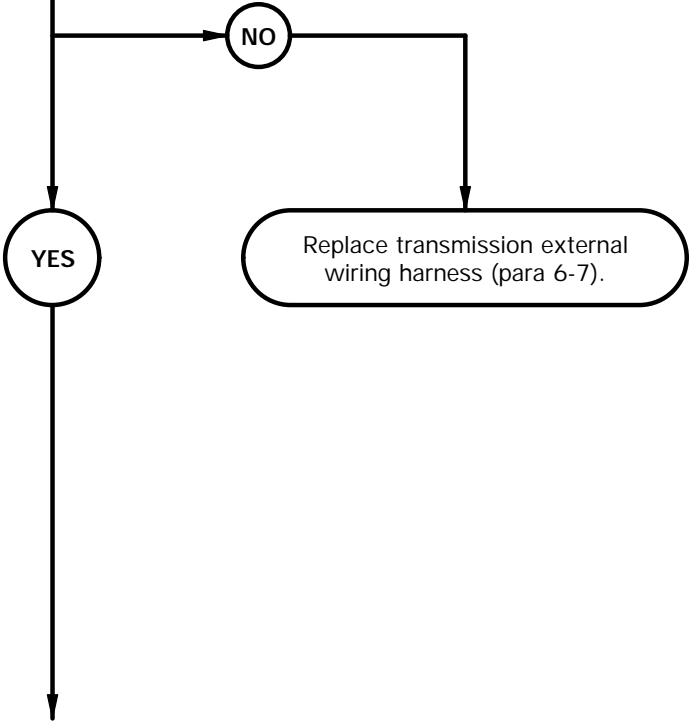 NO
YES
Replace transmission external
wiring harness (para 6-7).